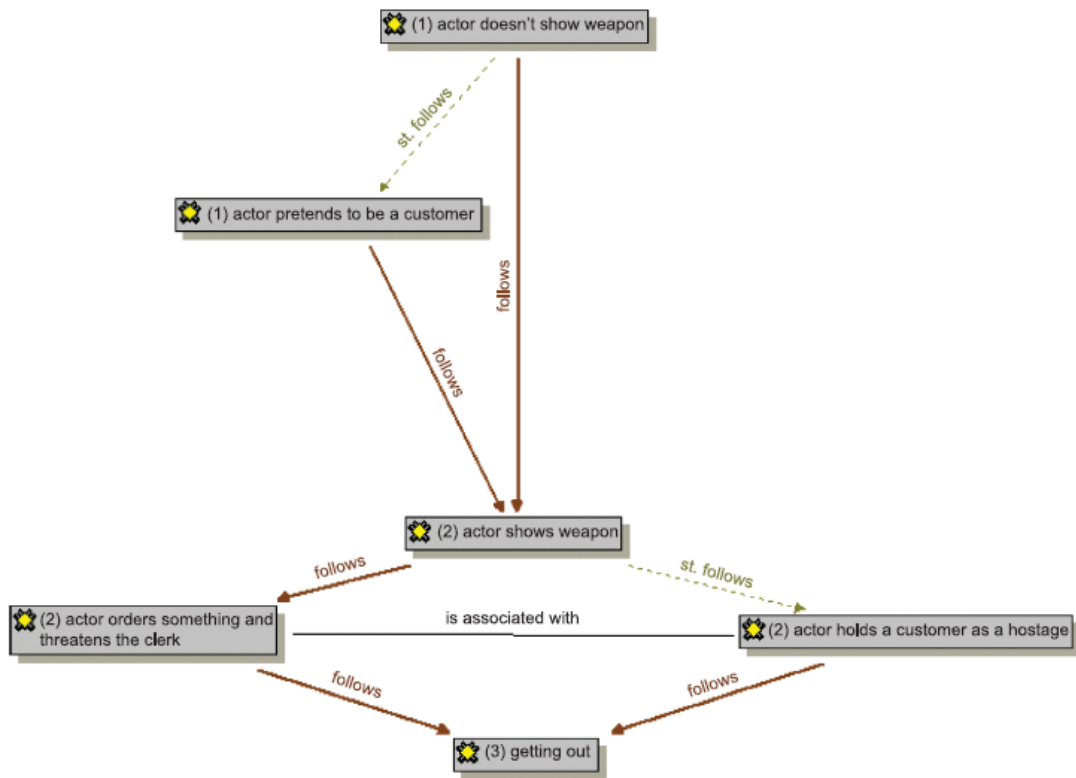 (1) actor doesn't show weapon
st. follows
(1) actor pretends to be a customer
follows
follows
(2) actor shows weapon
follows
st. follows
(2) actor orders something and
threatens the clerk
is associated with
(2) actor holds a customer as a hostage
follows
follows
(3) getting out